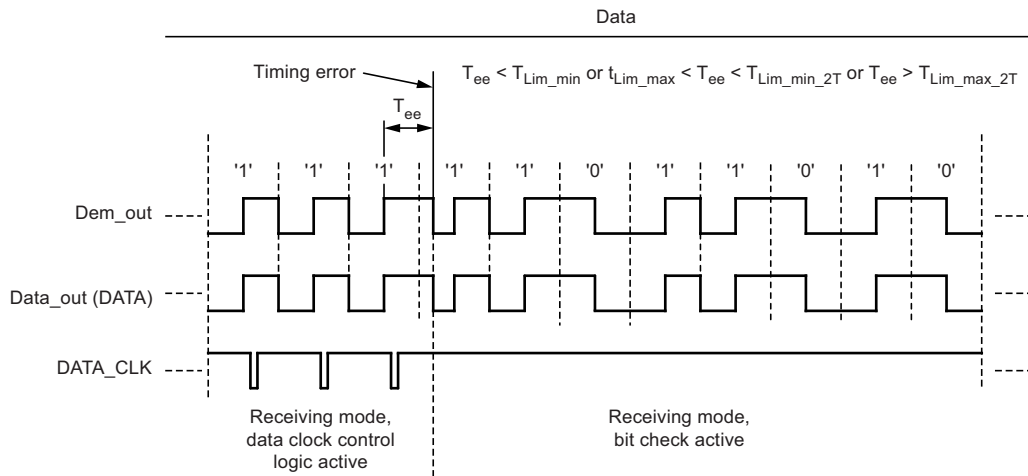 Data
Timing error
T_ee < T_Lim_min or t_Lim_max < T_ee < T_Lim_min_2T or T_ee > T_Lim_max_2T
T_ee
'1' '1' '1' '1' '1' '0' '1' '1' '0' '1' '0'
Dem_out
Data_out (DATA)
DATA_CLK
Receiving mode,
data clock control
logic active
Receiving mode,
bit check active